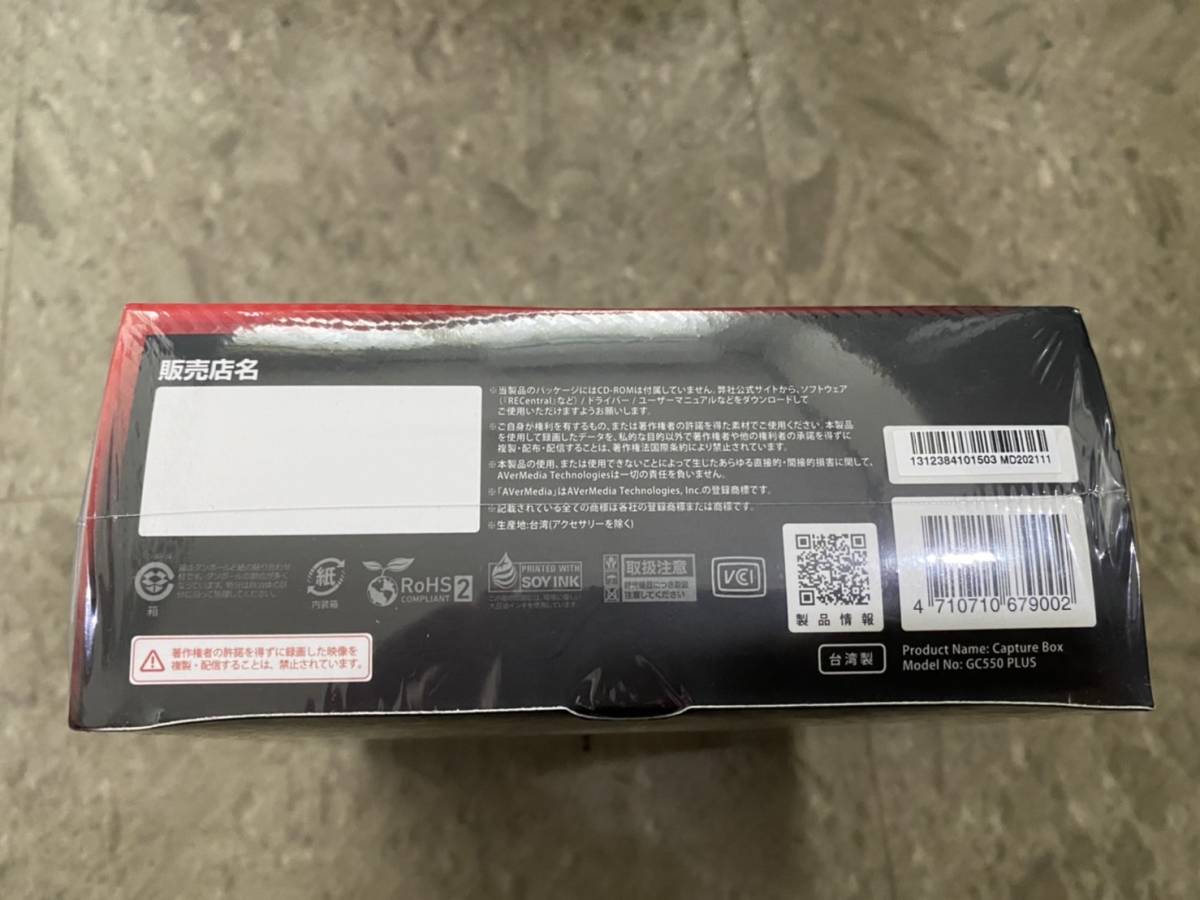 販売店名
※当製品のパッケージにはCD-ROMは付属していません。弊社公式サイトから、ソフトウェア
(「RECentral」など) / ドライバー / ユーザーマニュアルなどをダウンロードして
ご使用いただけますようお願いします。
※ご自身が権利を有するもの、または著作権者の許諾を得た素材でご使用ください。本製品
を使用して録画したデータを、私的な目的以外で著作権者や他の権利者の承諾を得ずに
複製・配布・配信することは、著作権法国際条約により禁止されています。
※本製品の使用、または使用できないことによって生じたあらゆる直接的・間接的損害に関して、
AVerMedia Technologiesは一切の責任を負いません。
※「AVerMedia」はAVerMedia Technologies, Inc.の登録商標です。
※記載されている全ての商標は各社の登録商標または商標です。
※生産地:台湾(アクセサリーを除く)
1312384101503 MD202111
4 710710 679002
製品情報
箱
紙
内装箱
RoHS 2
COMPLIANT
PRINTED WITH
SOY INK
取扱注意
注意してください
VCCI
著作権者の許諾を得ずに録画した映像を
複製・配信することは、禁止されています。
台湾製
Product Name: Capture Box
Model No: GC550 PLUS